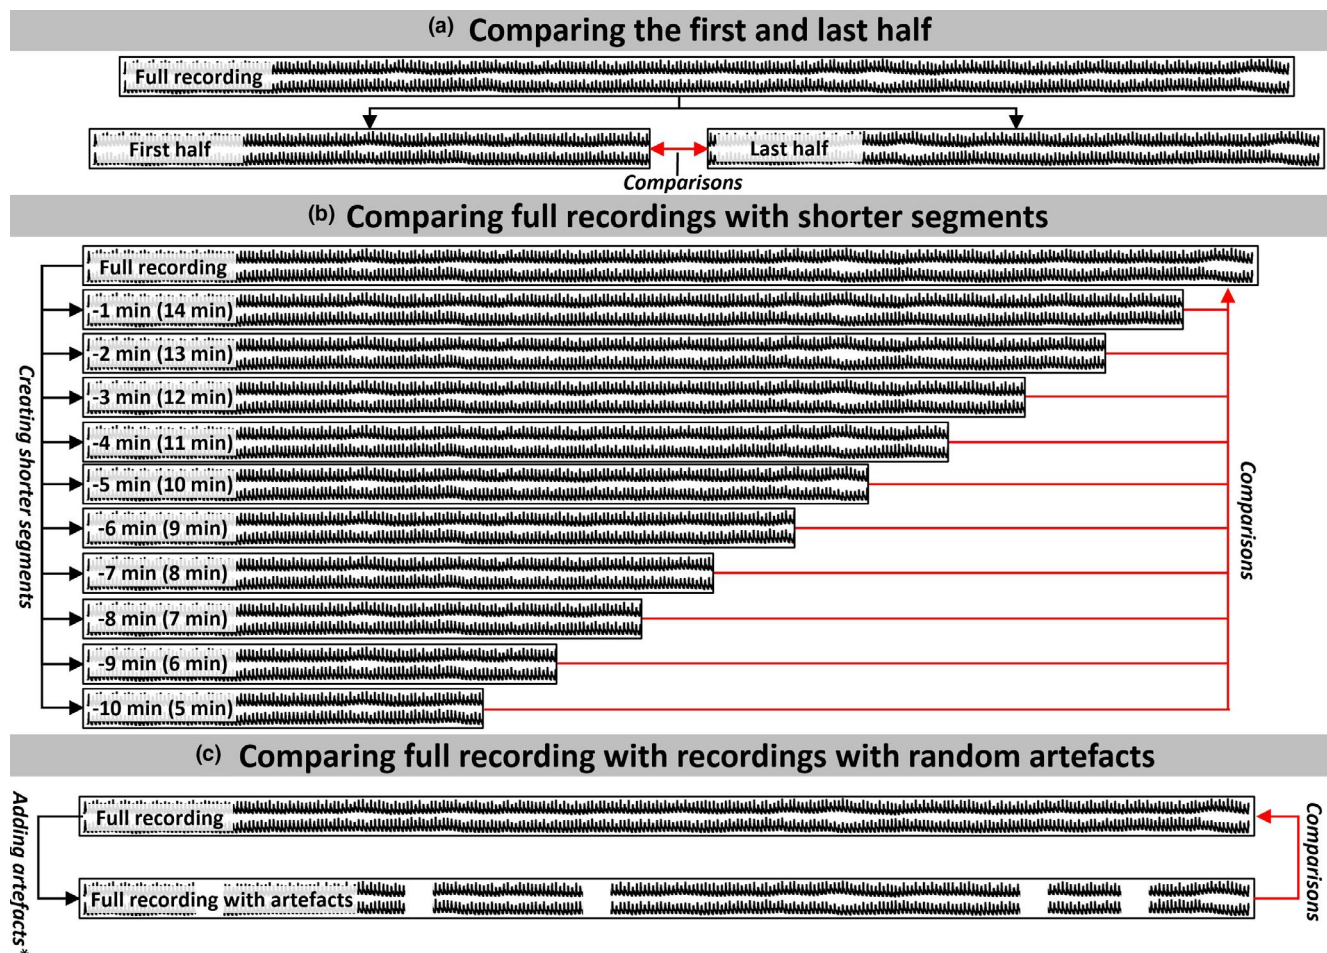 (a) Comparing the first and last half
Full recording
First half
Last half
Comparisons
(b) Comparing full recordings with shorter segments
Full recording
-1 min (14 min)
-2 min (13 min)
-3 min (12 min)
-4 min (11 min)
-5 min (10 min)
-6 min (9 min)
-7 min (8 min)
-8 min (7 min)
-9 min (6 min)
-10 min (5 min)
Creating shorter segments
Comparisons
(c) Comparing full recording with recordings with random artefacts
Adding artefacts*
Full recording
Full recording with artefacts
Comparisons